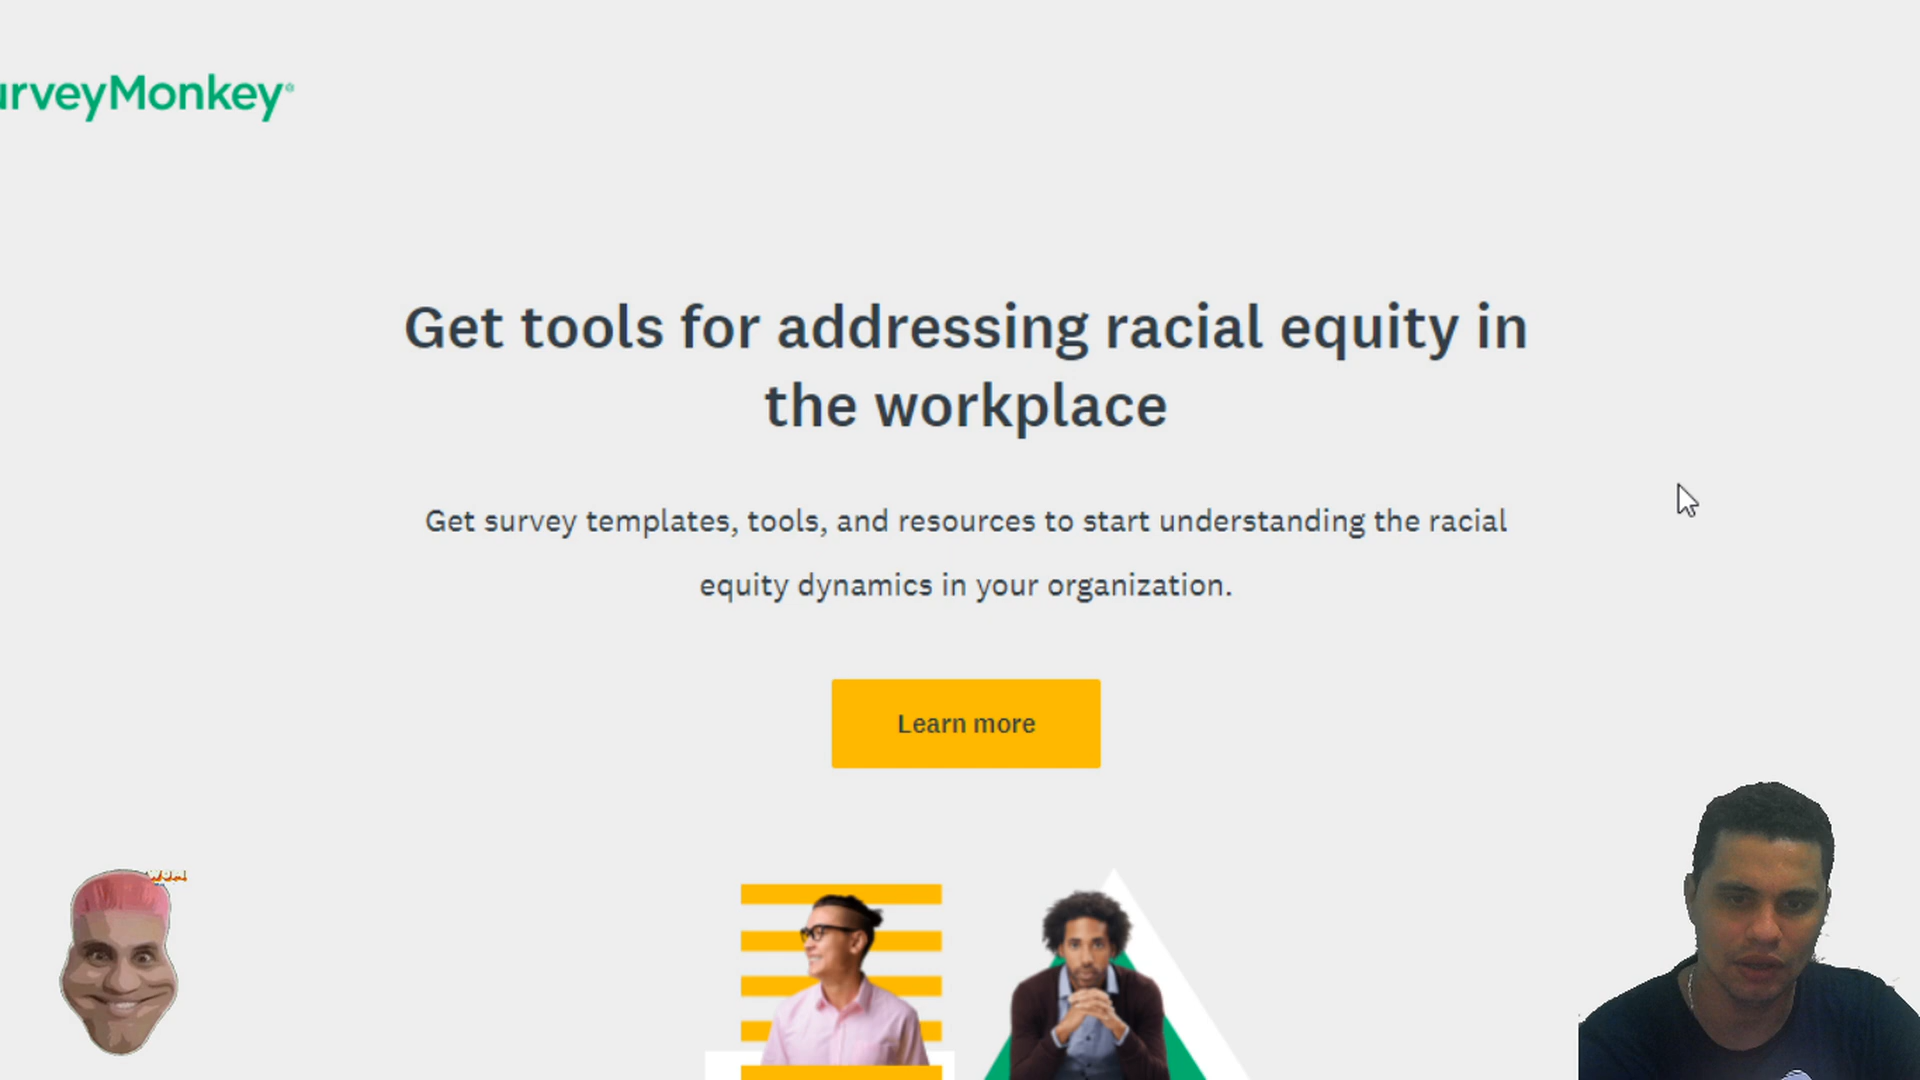 urveyMonkey®
Get tools for addressing racial equity in
the workplace
Get survey templates, tools, and resources to start understanding the racial
equity dynamics in your organization.
Learn more
WOW